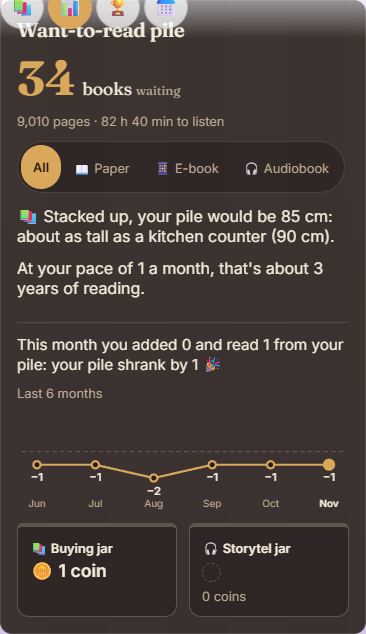 Want-to-read pile
34 books waiting
9,010 pages · 82 h 40 min to listen
All Paper E-book Audiobook
Stacked up, your pile would be 85 cm:
about as tall as a kitchen counter (90 cm).
At your pace of 1 a month, that's about 3
years of reading.
This month you added 0 and read 1 from your
pile: your pile shrank by 1
Last 6 months
−1 −1 −2 −1 −1 −1
Jun Jul Aug Sep Oct Nov
Buying jar
1 coin
Storytel jar
0 coins